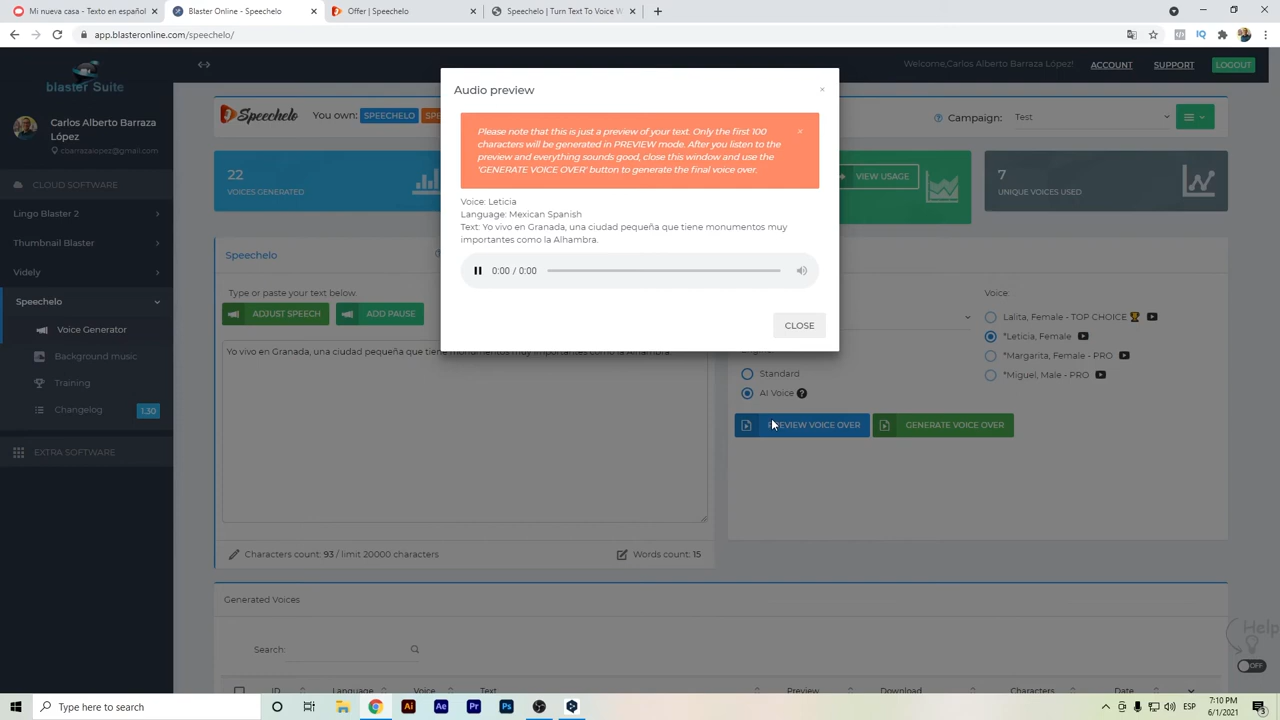 Mi nueva casa - Texto en español
Blaster Online - Speechelo
Offer | Speechelo
Speechelo | Turn Text To Voice W
app.blasteronline.com/speechelo/
blaster Suite
Welcome,Carlos Alberto Barraza López!
ACCOUNT
SUPPORT
LOGOUT
Carlos Alberto Barraza
López
cbarrazalopez@gmail.com
CLOUD SOFTWARE
Lingo Blaster 2
Thumbnail Blaster
Videly
Speechelo
Voice Generator
Background music
Training
Changelog
1.30
EXTRA SOFTWARE
Speechelo
You own:
SPEECHELO
Campaign:
Test
22
VOICES GENERATED
VIEW USAGE
7
UNIQUE VOICES USED
Audio preview
Please note that this is just a preview of your text. Only the first 100
characters will be generated in PREVIEW mode. After you listen to the
preview and everything sounds good, close this window and use the
'GENERATE VOICE OVER' button to generate the final voice over.
Voice: Leticia
Language: Mexican Spanish
Text: Yo vivo en Granada, una ciudad pequeña que tiene monumentos muy
importantes como la Alhambra.
0:00 / 0:00
CLOSE
Speechelo
Type or paste your text below.
ADJUST SPEECH
ADD PAUSE
Yo vivo en Granada, una ciudad pequeña que tiene monumentos muy importantes como la Alhambra.
Characters count: 93 / limit 20000 characters
Words count: 15
Voice:
Lalita, Female - TOP CHOICE
*Leticia, Female
*Margarita, Female - PRO
*Miguel, Male - PRO
Standard
AI Voice
PREVIEW VOICE OVER
GENERATE VOICE OVER
Generated Voices
Search:
ID
Language
Voice
Text
Preview
Download
Characters
Date
Help
OFF
Type here to search
Ai
Ae
Pr
Ps
ESP
7:10 PM
6/1/2021